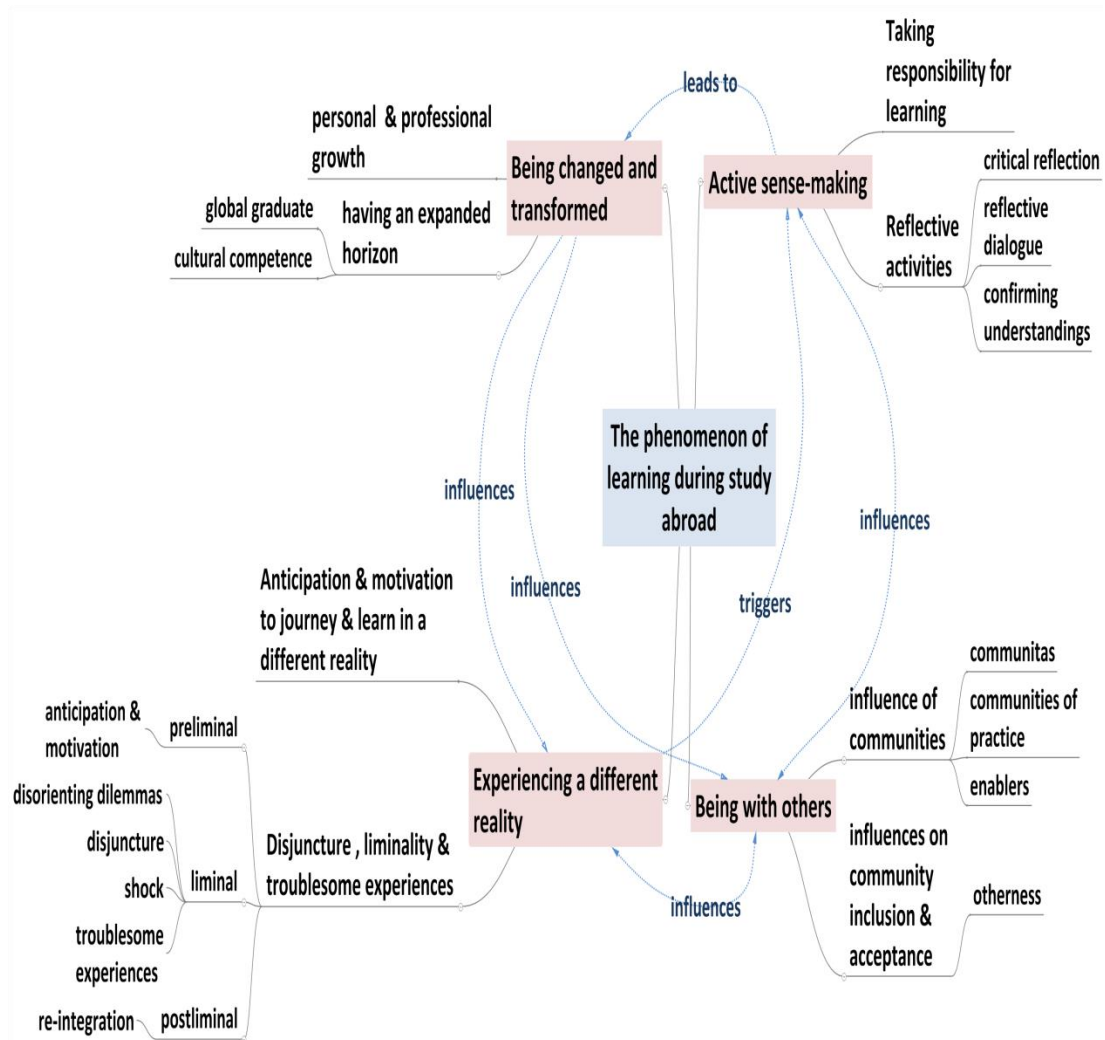 leads to
personal & professional
growth
Being changed and
transformed
global graduate
having an expanded
horizon
cultural competence
Taking
responsibility for
learning
Active sense-making
critical reflection
Reflective
activities
reflective
dialogue
confirming
understandings
The phenomenon of
learning during study
abroad
influences
influences
triggers
influences
Anticipation & motivation
to journey & learn in a
different reality
anticipation &
motivation
preliminal
disorienting dilemmas
disjuncture
shock
liminal
troublesome
experiences
re-integration
postliminal
Disjuncture , liminality &
troublesome experiences
Experiencing a different
reality
influences
Being with others
influence of
communities
communitas
communities of
practice
enablers
influences on
community
inclusion &
acceptance
otherness